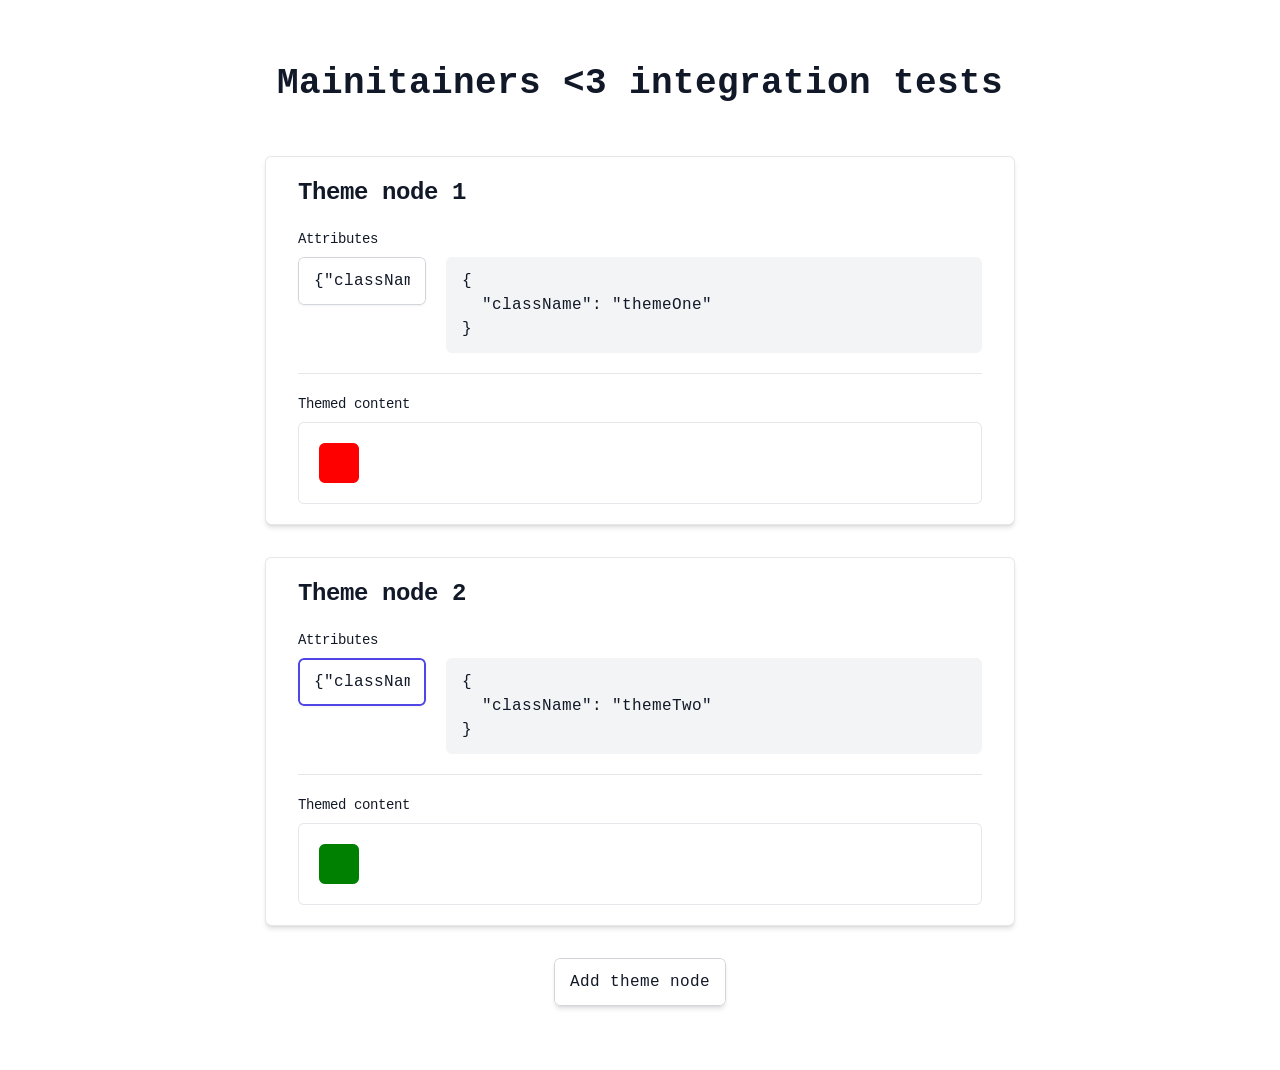 Mainitainers <3 integration tests
Theme node 1
Attributes
{"classNam
{
"className": "themeOne"
}
Themed content
Theme node 2
Attributes
{"classNam
{
"className": "themeTwo"
}
Themed content
Add theme node